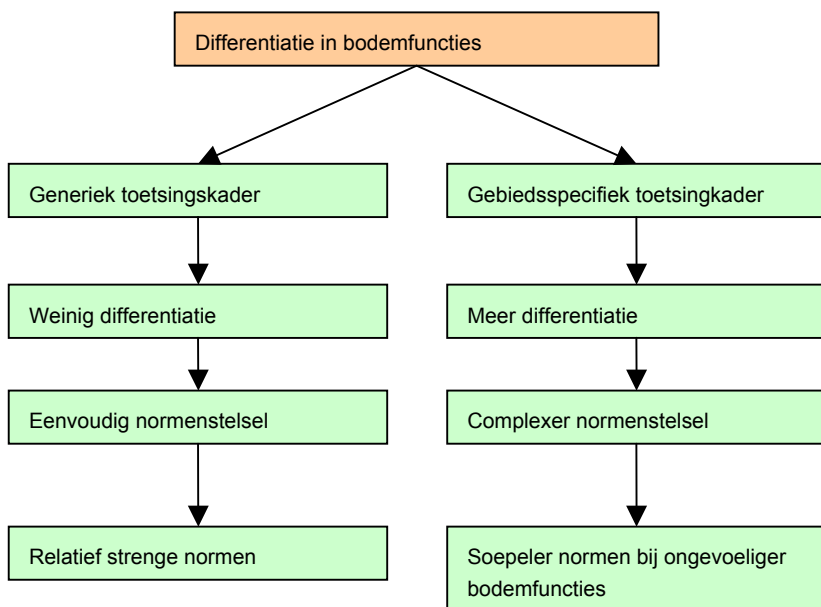 Differentiatie in bodemfuncties
Generiek toetsingskader
Gebiedsspecifiek toetsingkader
Weinig differentiatie
Meer differentiatie
Eenvoudig normenstelsel
Complexer normenstelsel
Relatief strenge normen
Soepeler normen bij ongevoeliger
bodemfuncties